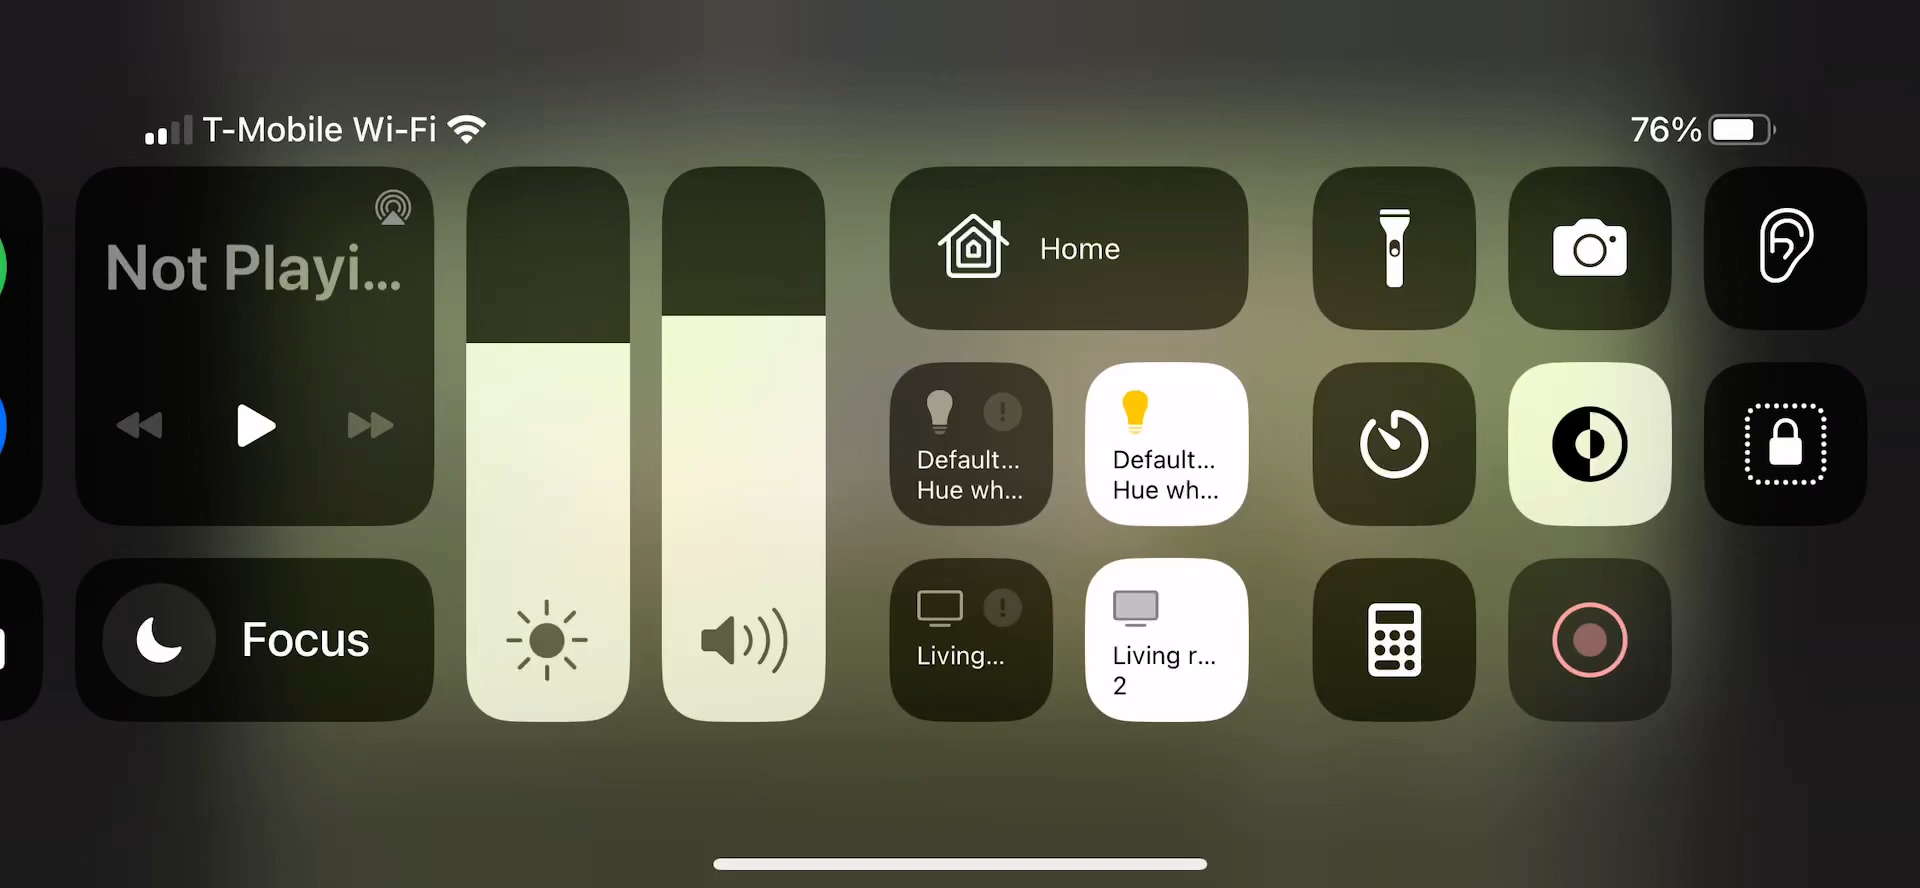 T-Mobile Wi-Fi
76%
Not Playi...
Home
Default...
Hue wh...
Default...
Hue wh...
Focus
Living...
Living r...
2